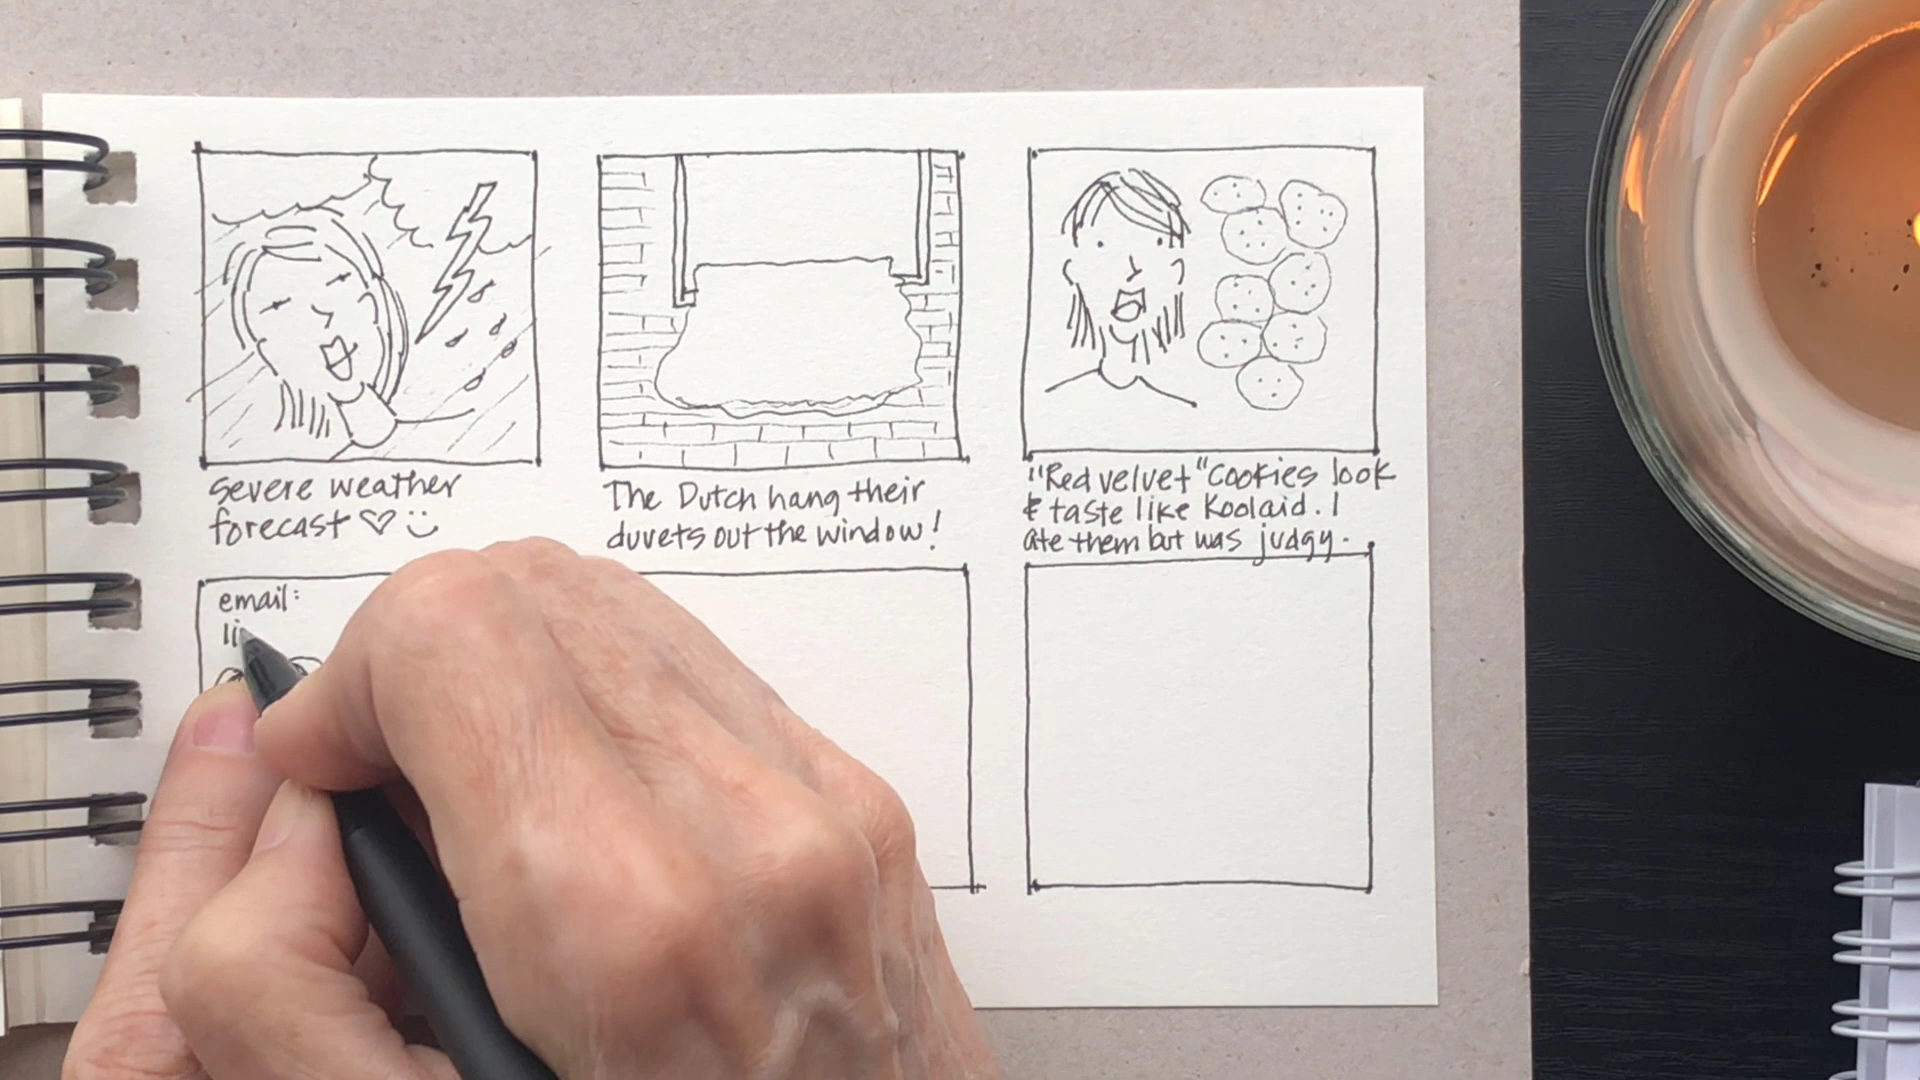 severe weather
forecast ♡ :)
The Dutch hang their
duvets out the window!
"Red velvet" Cookies look
& taste like Koolaid. I
ate them but was judgy.
email:
li